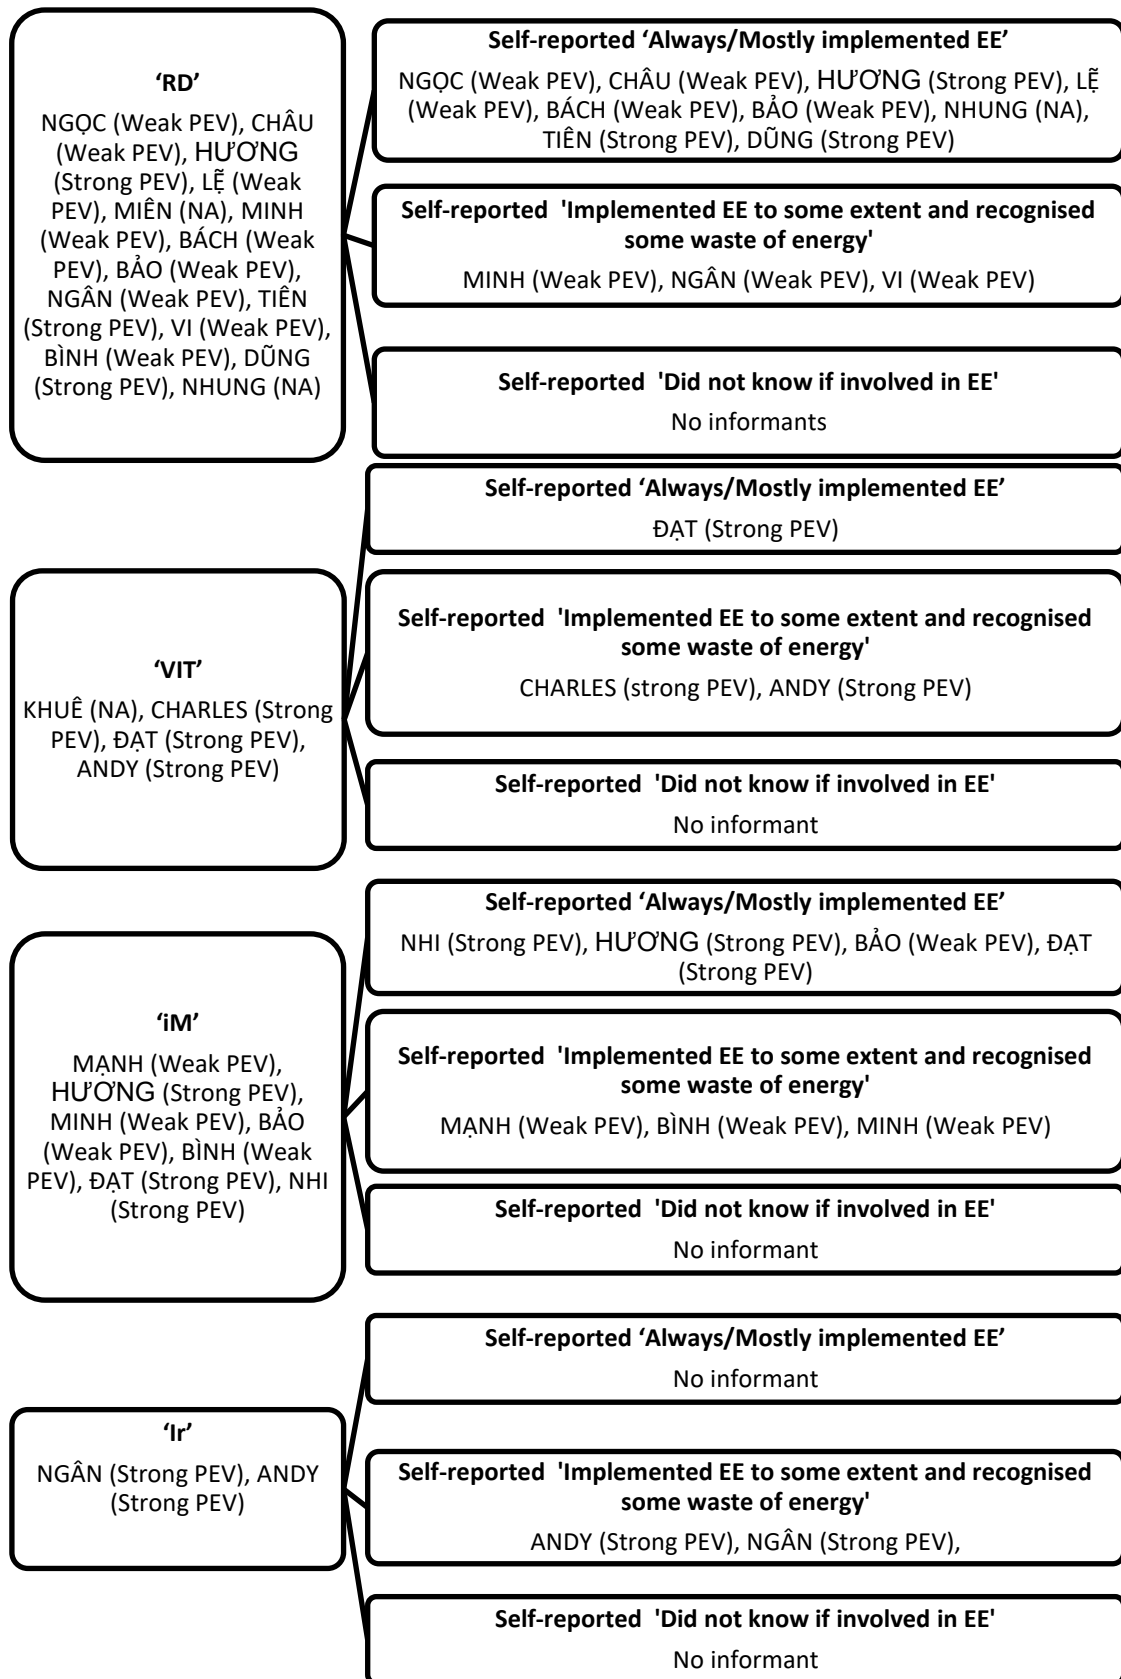 ‘RD’
NGỌC (Weak PEV), CHÂU
(Weak PEV), HƯƠNG
(Strong PEV), LỄ (Weak
PEV), MIÊN (NA), MINH
(Weak PEV), BÁCH (Weak
PEV), BẢO (Weak PEV),
NGÂN (Weak PEV), TIÊN
(Strong PEV), VI (Weak PEV),
BÌNH (Weak PEV), DŨNG
(Strong PEV), NHUNG (NA)
Self-reported ‘Always/Mostly implemented EE’
NGỌC (Weak PEV), CHÂU (Weak PEV), HƯƠNG (Strong PEV), LỄ
(Weak PEV), BÁCH (Weak PEV), BẢO (Weak PEV), NHUNG (NA),
TIÊN (Strong PEV), DŨNG (Strong PEV)
Self-reported 'Implemented EE to some extent and recognised
some waste of energy'
MINH (Weak PEV), NGÂN (Weak PEV), VI (Weak PEV)
Self-reported 'Did not know if involved in EE'
No informants
‘VIT’
KHUÊ (NA), CHARLES (Strong
PEV), ĐẠT (Strong PEV),
ANDY (Strong PEV)
Self-reported ‘Always/Mostly implemented EE’
ĐẠT (Strong PEV)
Self-reported 'Implemented EE to some extent and recognised
some waste of energy'
CHARLES (strong PEV), ANDY (Strong PEV)
Self-reported 'Did not know if involved in EE'
No informant
‘iM’
MẠNH (Weak PEV),
HƯƠNG (Strong PEV),
MINH (Weak PEV), BẢO
(Weak PEV), BÌNH (Weak
PEV), ĐẠT (Strong PEV), NHI
(Strong PEV)
Self-reported ‘Always/Mostly implemented EE’
NHI (Strong PEV), HƯƠNG (Strong PEV), BẢO (Weak PEV), ĐẠT
(Strong PEV)
Self-reported 'Implemented EE to some extent and recognised
some waste of energy'
MẠNH (Weak PEV), BÌNH (Weak PEV), MINH (Weak PEV)
Self-reported 'Did not know if involved in EE'
No informant
‘Ir’
NGÂN (Strong PEV), ANDY
(Strong PEV)
Self-reported ‘Always/Mostly implemented EE’
No informant
Self-reported 'Implemented EE to some extent and recognised
some waste of energy'
ANDY (Strong PEV), NGÂN (Strong PEV),
Self-reported 'Did not know if involved in EE'
No informant